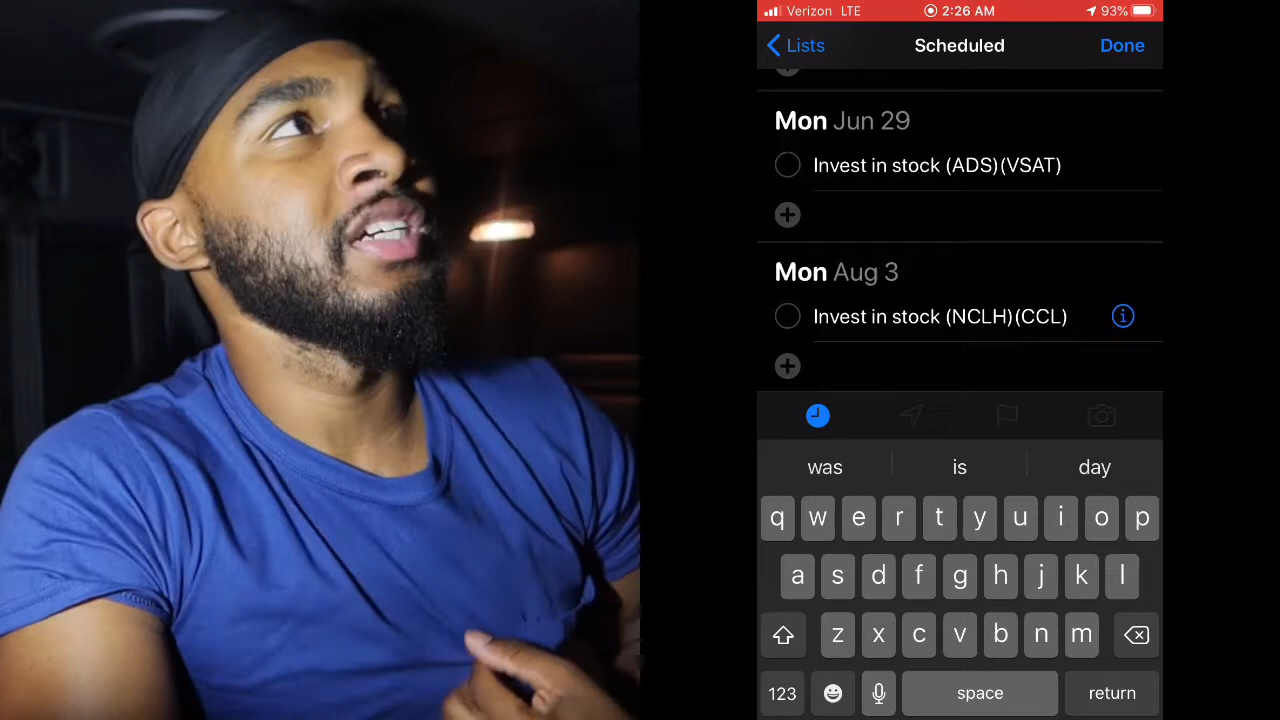 Verizon LTE 2:26 AM 93%
Lists Scheduled Done
Mon Jun 29
Invest in stock (ADS)(VSAT)
Mon Aug 3
Invest in stock (NCLH)(CCL)
was is day
q w e r t y u i o p
a s d f g h j k l
z x c v b n m
123 space return